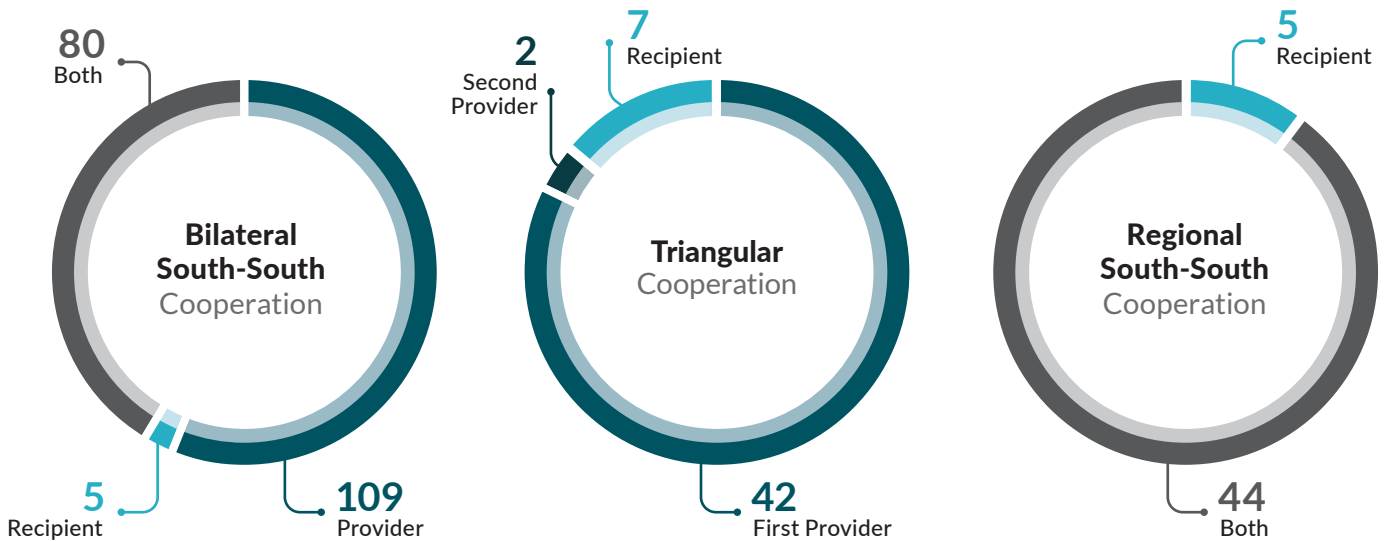 80
Both
Bilateral
South-South
Cooperation
5
Recipient
109
Provider
2
Second
Provider
7
Recipient
Triangular
Cooperation
42
First Provider
5
Recipient
Regional
South-South
Cooperation
44
Both